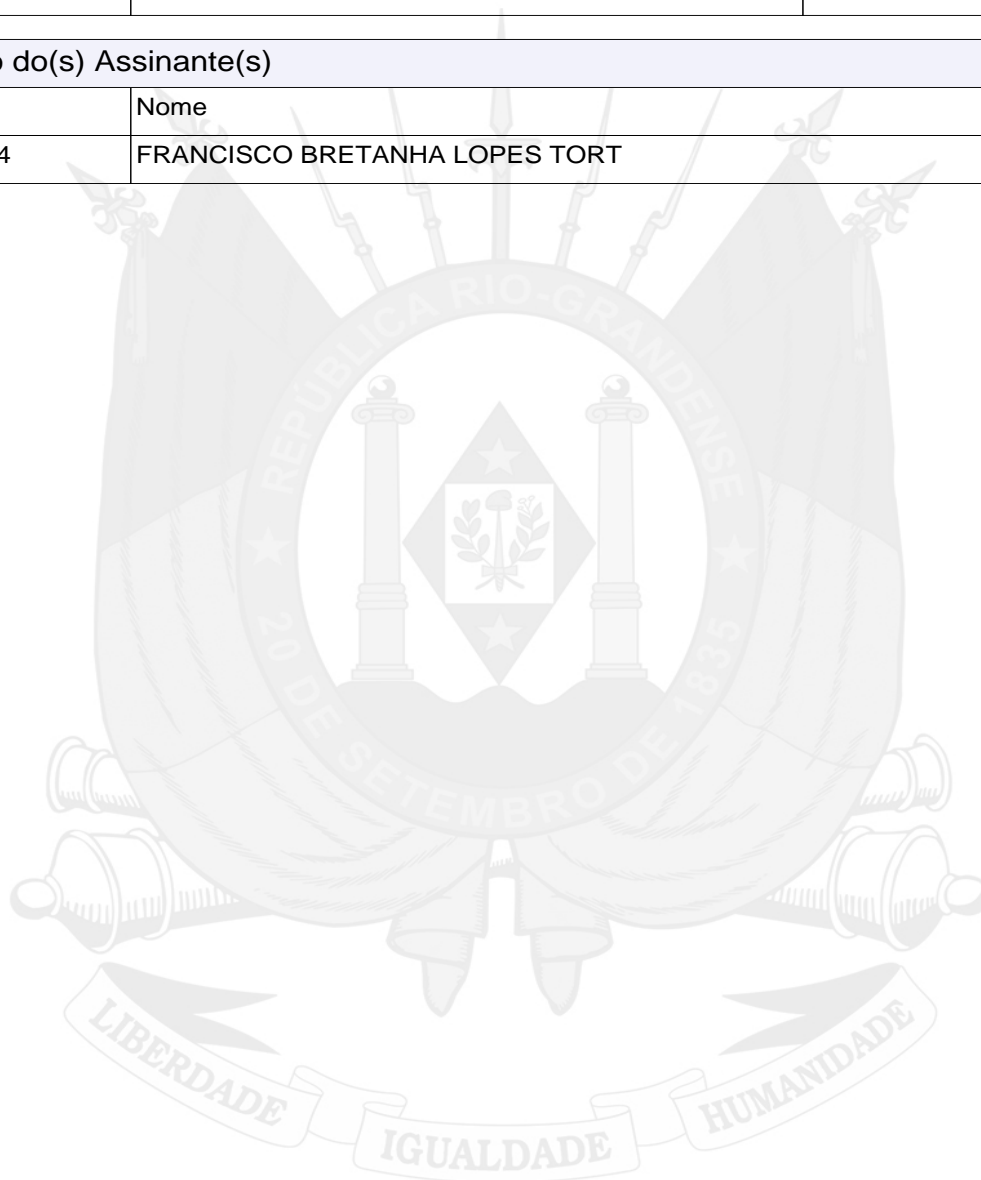 o do(s) Assinante(s)
Nome
4 FRANCISCO BRETANHA LOPES TORT
REPÚBLICA RIO-GRANDENSE
★ 20 DE SETEMBRO DE 1835 ★
LIBERDADE
IGUALDADE
HUMANIDADE